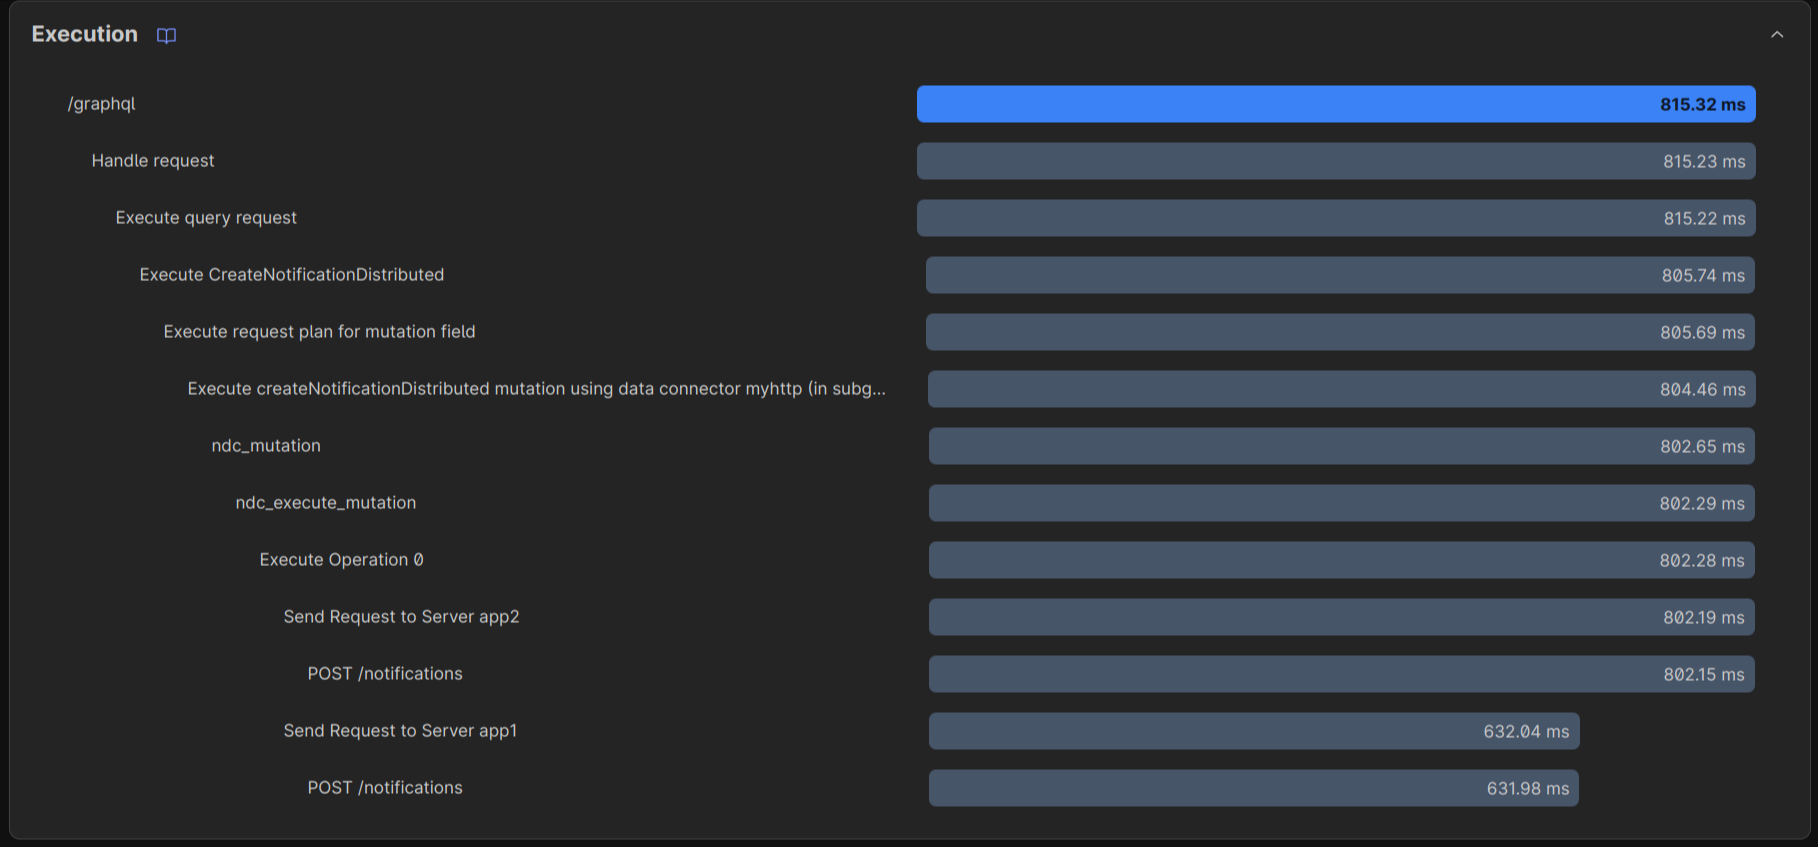 Execution
/graphql 815.32 ms
Handle request 815.23 ms
Execute query request 815.22 ms
Execute CreateNotificationDistributed 805.74 ms
Execute request plan for mutation field 805.69 ms
Execute createNotificationDistributed mutation using data connector myhttp (in subg... 804.46 ms
ndc_mutation 802.65 ms
ndc_execute_mutation 802.29 ms
Execute Operation 0 802.28 ms
Send Request to Server app2 802.19 ms
POST /notifications 802.15 ms
Send Request to Server app1 632.04 ms
POST /notifications 631.98 ms